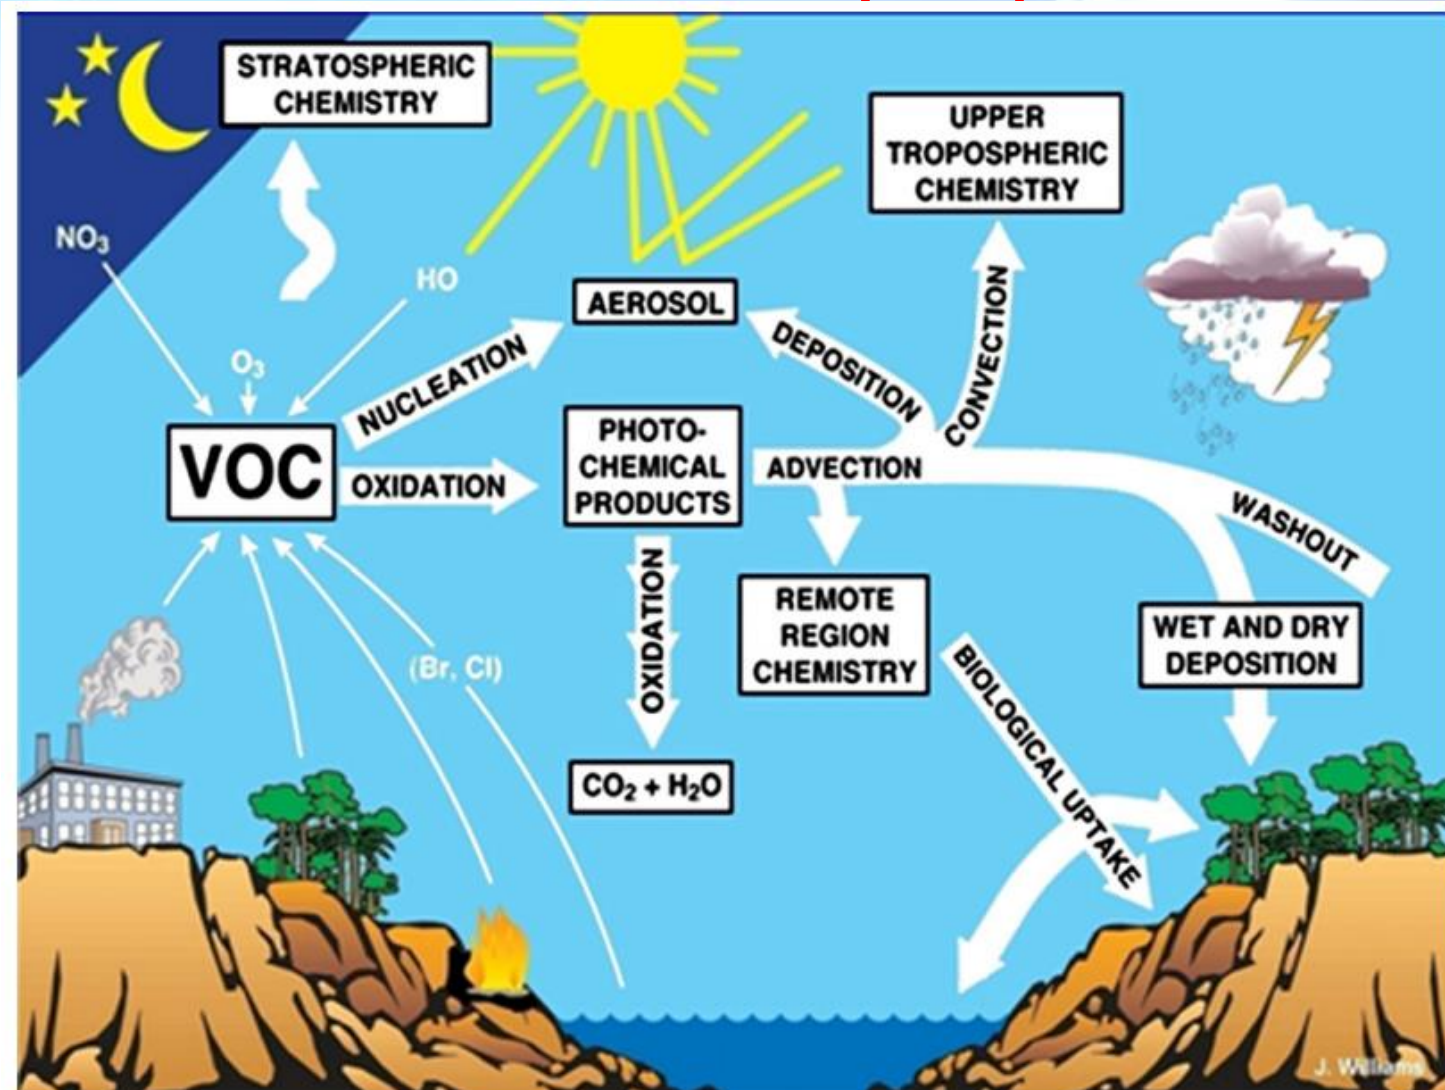 STRATOSPHERIC
CHEMISTRY
UPPER
TROPOSPHERIC
CHEMISTRY
NO₃
HO
AEROSOL
O₃
NUCLEATION
DEPOSITION
CONVECTION
VOC
OXIDATION
PHOTO-
CHEMICAL
PRODUCTS
ADVECTION
WASHOUT
OXIDATION
REMOTE
REGION
CHEMISTRY
WET AND DRY
DEPOSITION
(Br, Cl)
BIOLOGICAL UPTAKE
CO₂ + H₂O
J. Williams